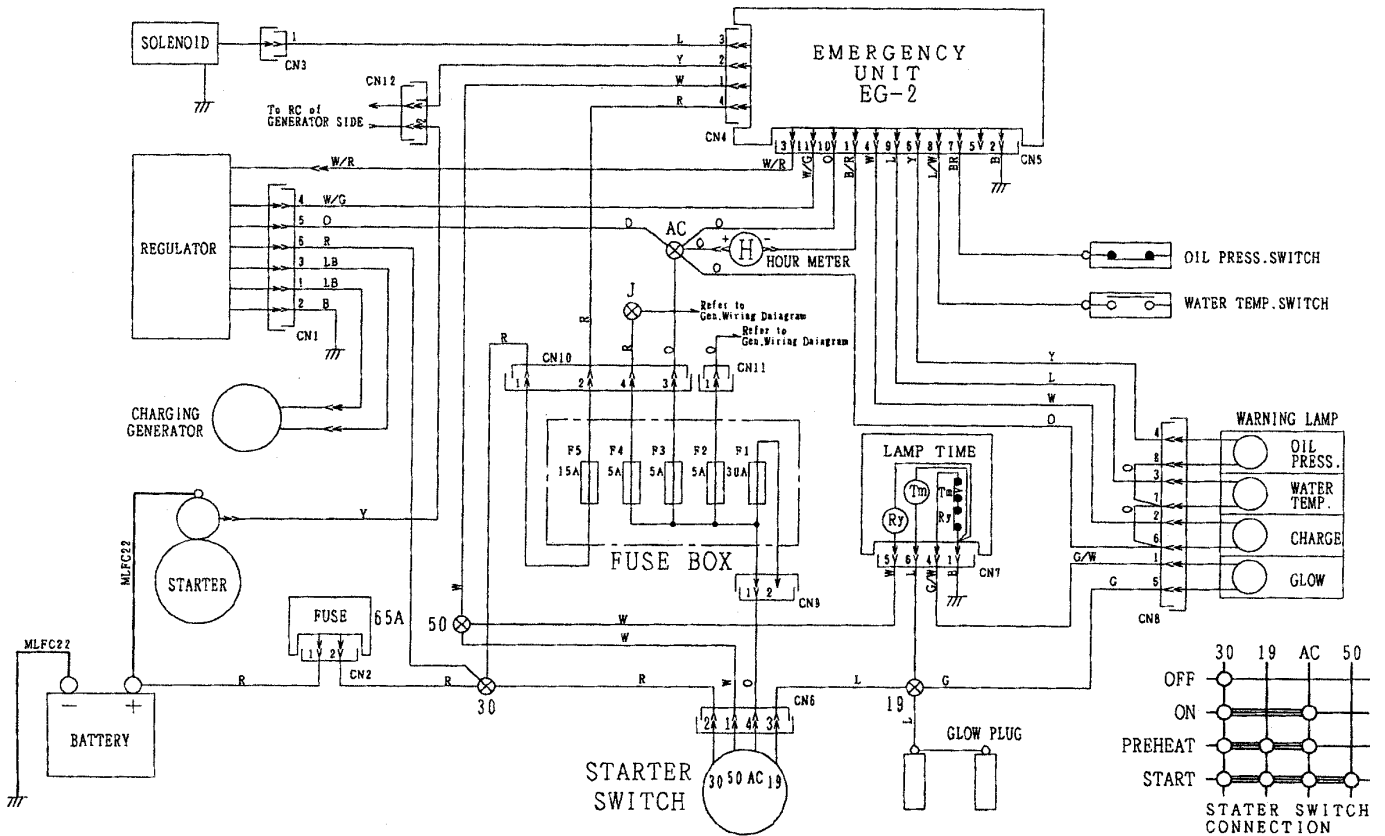 SOLENOID
1
CN3
L 3
Y 2
W 1
R 4
CN4
EMERGENCY
UNIT
EG-2
CN12
1
2
To RC of
GENERATOR SIDE
3 11 10 1 4 9 6 8 7 5 2
CN5
W/R W/G O B/R W L Y L/W BR B
W/R
REGULATOR
4 W/G
5 O
6 R
3 LB
1 LB
2 B
CN1
O
AC
O
O
O
+ H -
HOUR METER
OIL PRESS.SWITCH
WATER TEMP.SWITCH
J
Refer to
Gen.Wiring Daiagram
Refer to
Gen.Wiring Daiagram
R
R
R
O
O
CN10
1 2 4 3
CN11
1
CHARGING
GENERATOR
F5 F4 F3 F2 F1
15A 5A 5A 5A 30A
FUSE BOX
LAMP TIME
Tm
Tm
Ry
Ry
5 6 4 1
CN7
W L G/W B
Y
L
W
O
WARNING LAMP
4
8
3
7
2
6
1
5
O
O
CN8
OIL
PRESS.
WATER
TEMP.
CHARGE
GLOW
G/W
G
MLFC22
Y
STARTER
FUSE 65A
1 2
CN2
W
50
W
W
1 2
CN9
MLFC22
- +
BATTERY
R
R
30
R
W
O
L
19
G
L
CN6
2 1 4 3
30 50 AC 19
STARTER
SWITCH
GLOW PLUG
30 19 AC 50
OFF
ON
PREHEAT
START
STATER SWITCH
CONNECTION